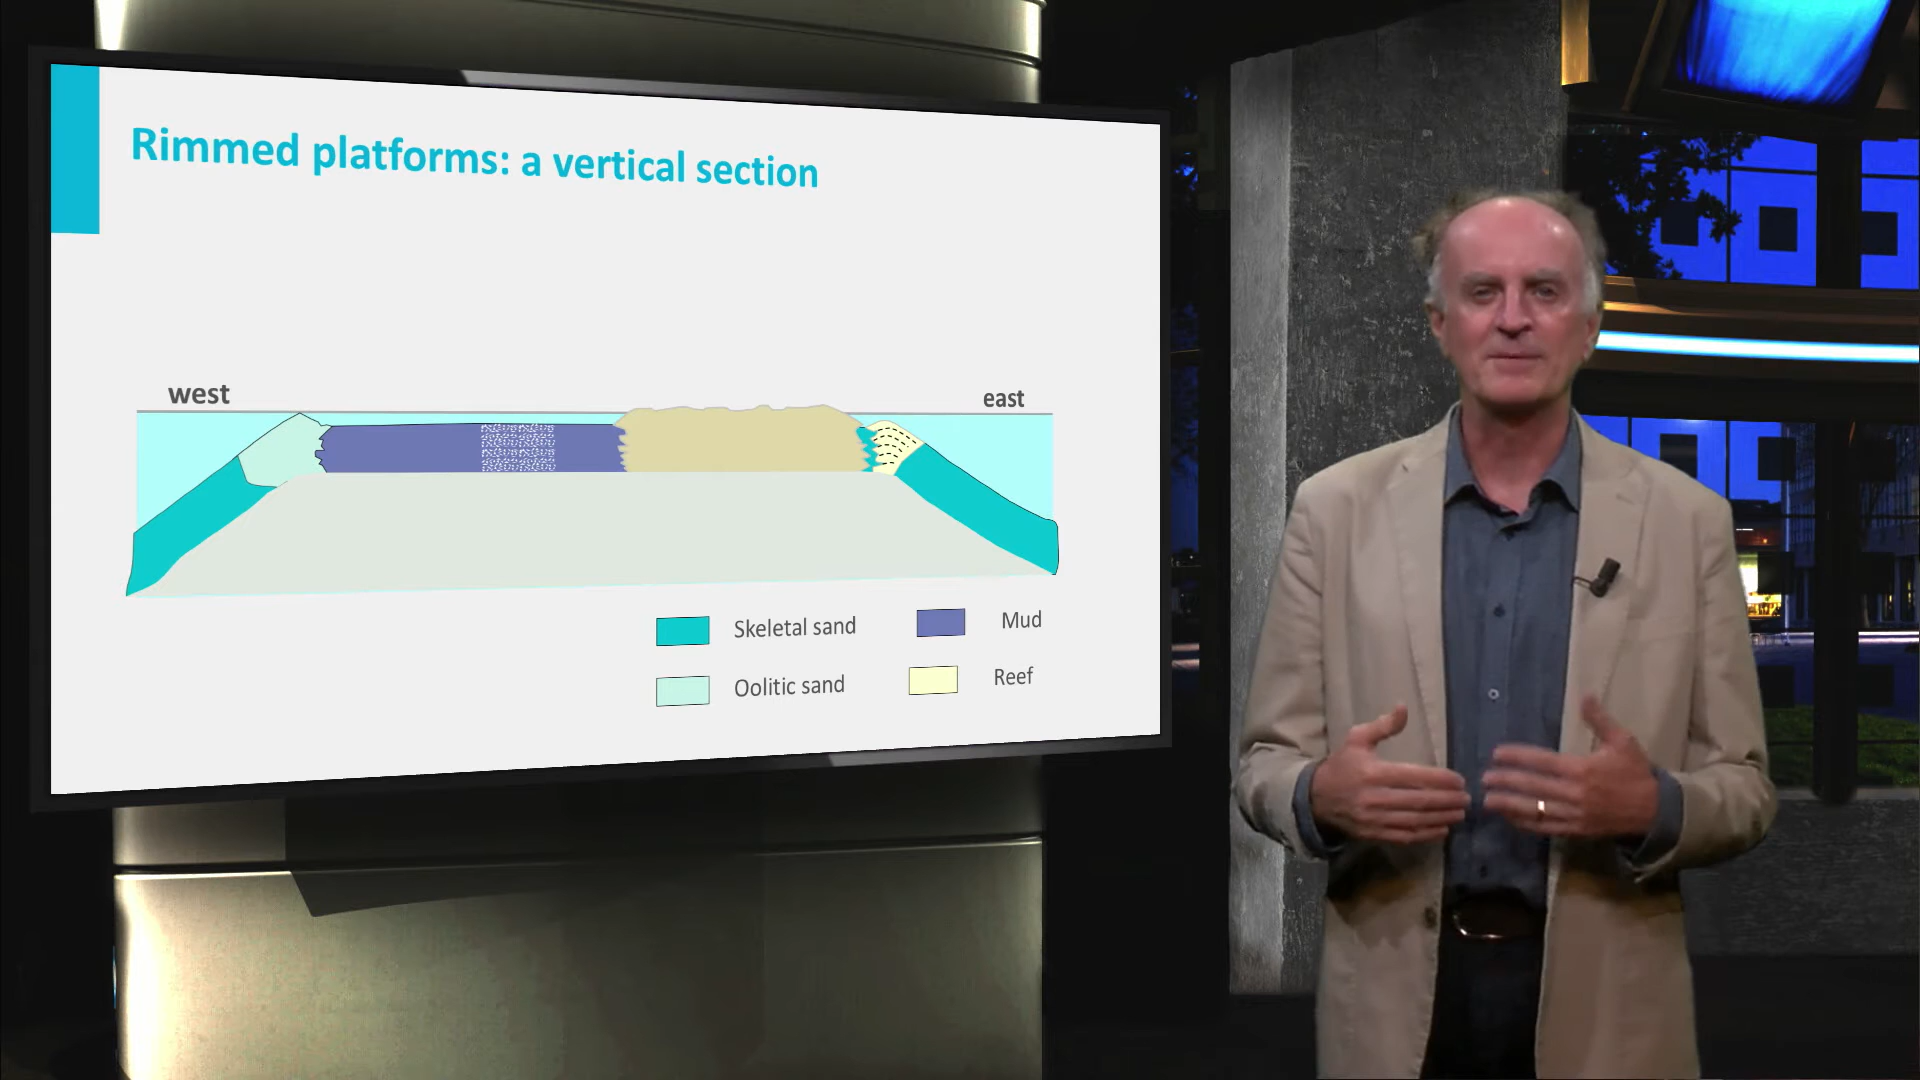 Rimmed platforms: a vertical section
west
east
Skeletal sand
Mud
Oolitic sand
Reef